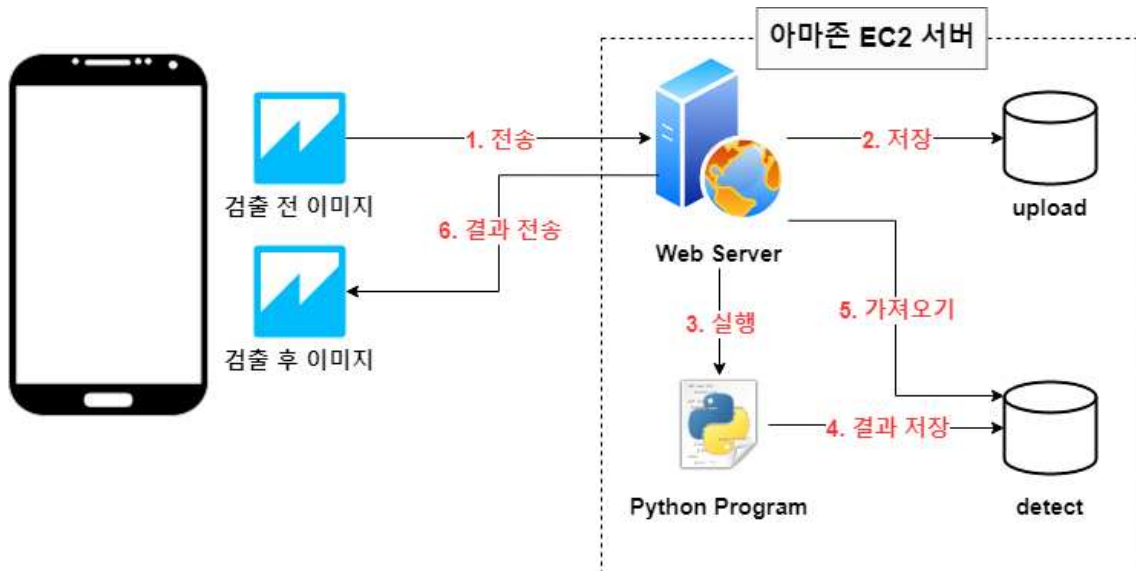 아마존 EC2 서버
1. 전송
2. 저장
검출 전 이미지
upload
6. 결과 전송
Web Server
3. 실행
5. 가져오기
검출 후 이미지
4. 결과 저장
Python Program
detect